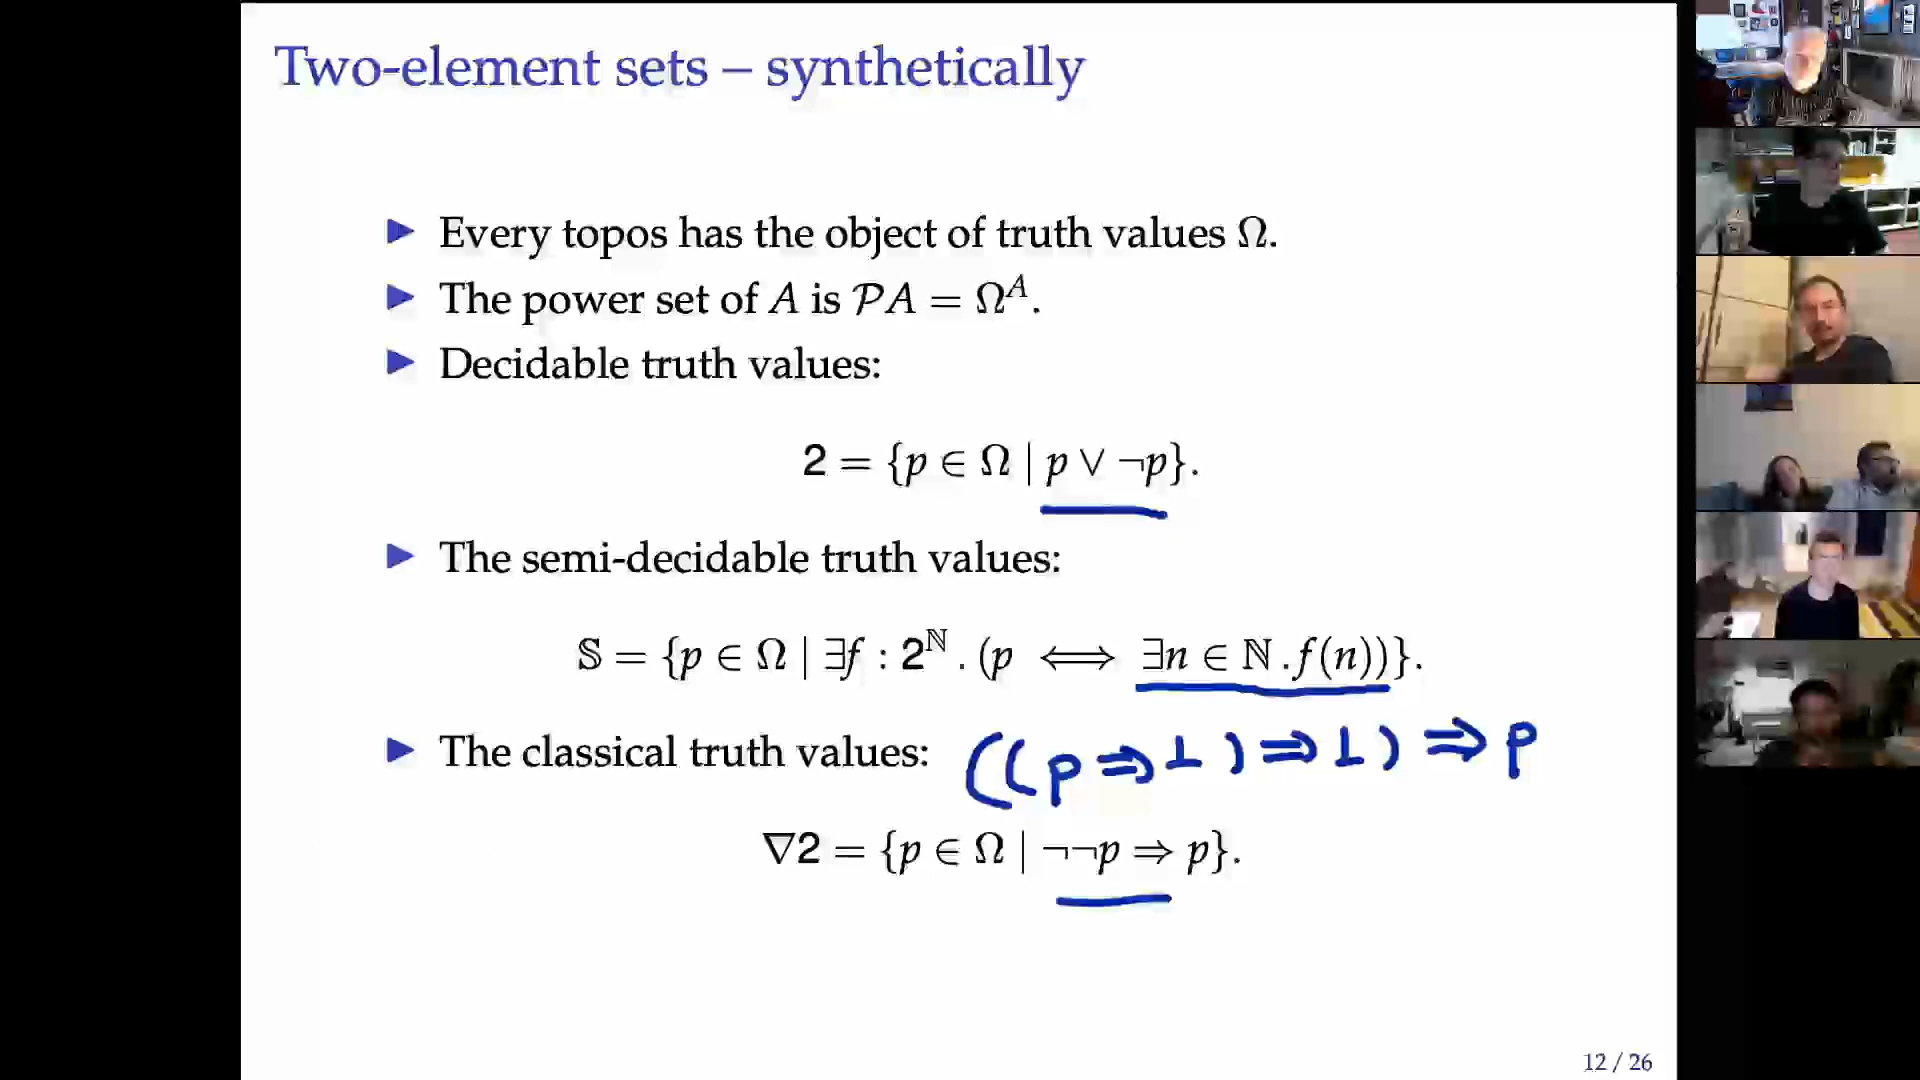 Two-element sets – synthetically
▶ Every topos has the object of truth values Ω.
▶ The power set of A is 𝒫A = Ω^A.
▶ Decidable truth values:
2 = {p ∈ Ω | p ∨ ¬p}.
▶ The semi-decidable truth values:
𝕊 = {p ∈ Ω | ∃f : 2^ℕ . (p ⟺ ∃n ∈ ℕ . f(n))}.
▶ The classical truth values: ((p ⇒ ⊥) ⇒ ⊥) ⇒ p
∇2 = {p ∈ Ω | ¬¬p ⇒ p}.
12 / 26